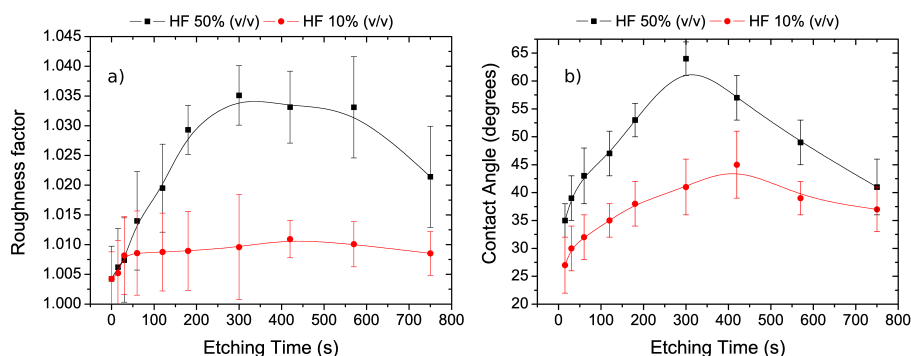 HF 50% (v/v) HF 10% (v/v)
1.045
1.040
1.035
1.030
1.025
1.020
1.015
1.010
1.005
1.000
Roughness factor
a)
0 100 200 300 400 500 600 700 800
Etching Time (s)
HF 50% (v/v) HF 10% (v/v)
65
60
55
50
45
40
35
30
25
20
Contact Angle (degrees)
b)
0 100 200 300 400 500 600 700 800
Etching Time (s)